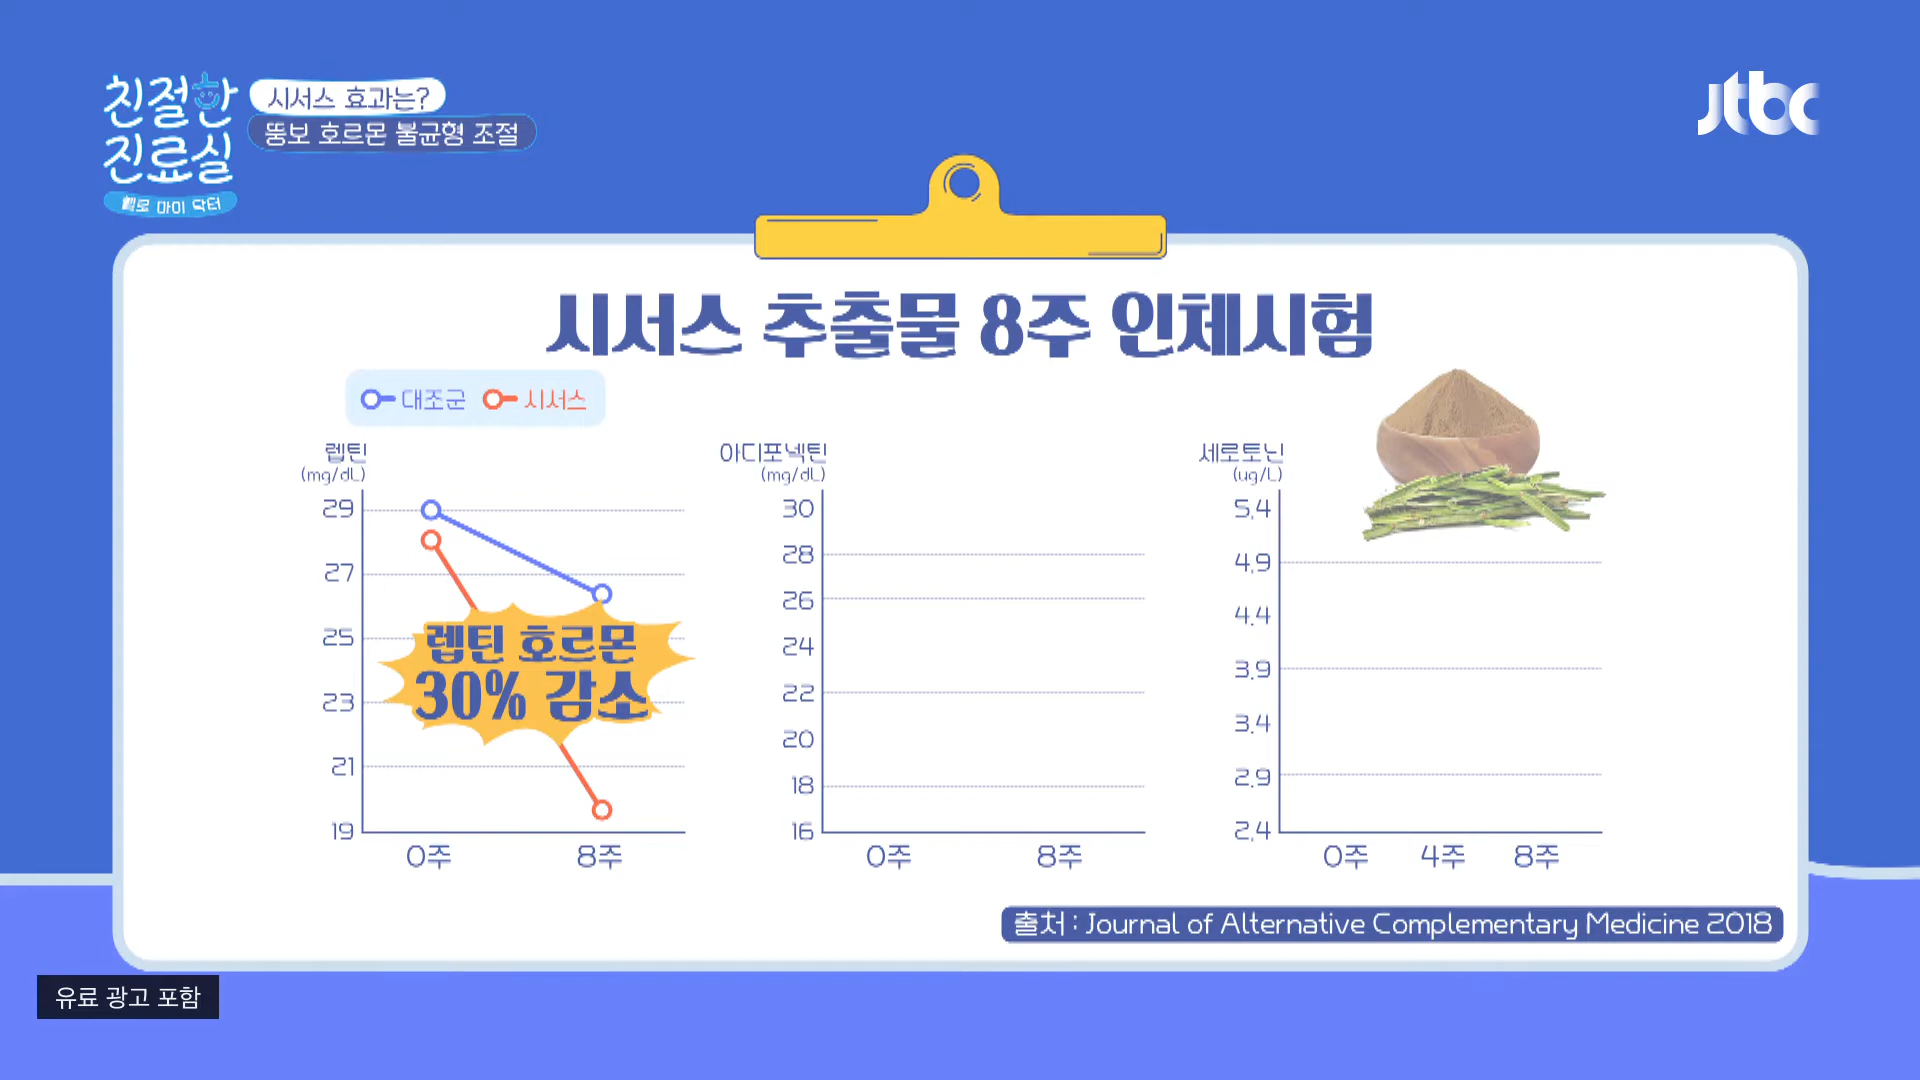 친절한
진료실
헬로 마이 닥터
시서스 효과는?
뚱보 호르몬 불균형 조절
jtbc
시서스 추출물 8주 인체시험
대조군 시서스
렙틴
(mg/dL)
29
27
25
23
21
19
0주 8주
렙틴 호르몬
30% 감소
아디포넥틴
(mg/dL)
30
28
26
24
22
20
18
16
0주 8주
세로토닌
(ug/L)
5.4
4.9
4.4
3.9
3.4
2.9
2.4
0주 4주 8주
출처 : Journal of Alternative Complementary Medicine 2018
유료 광고 포함